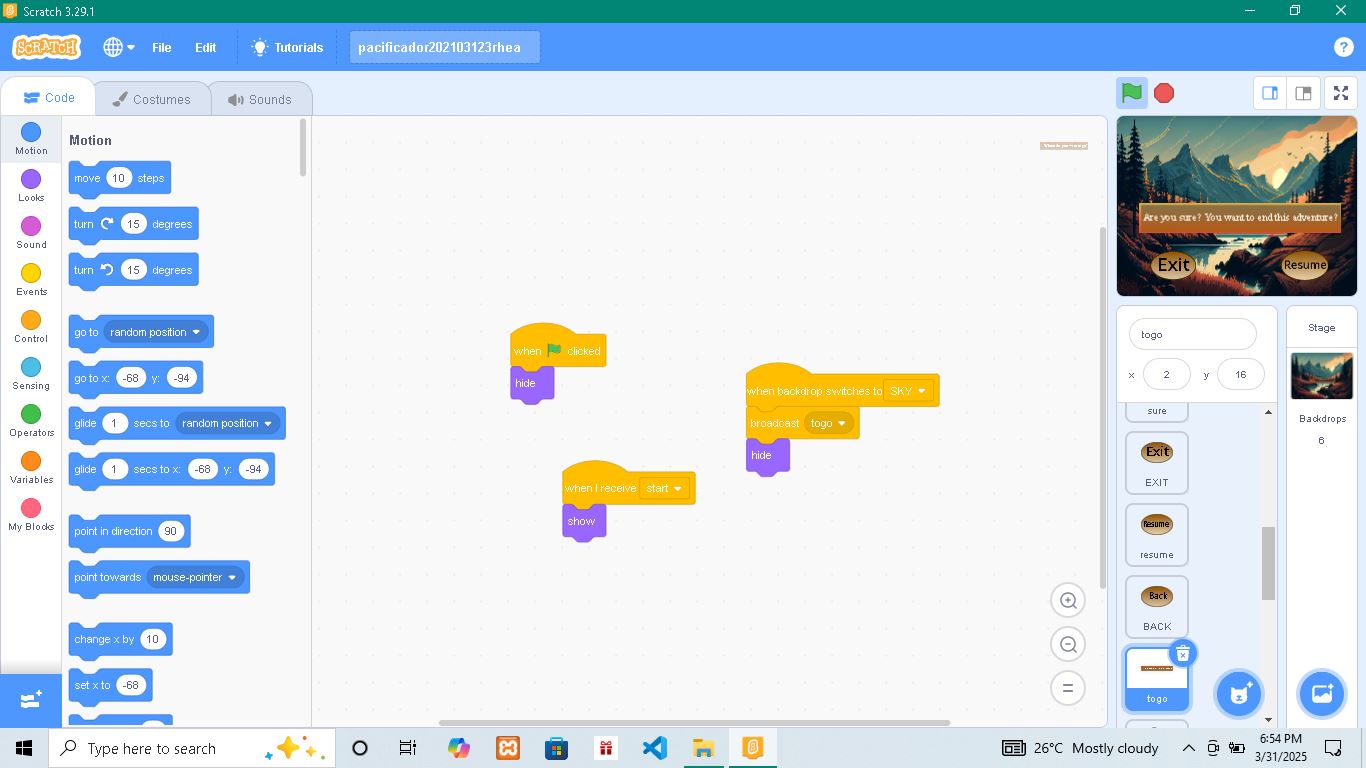 Scratch 3.29.1
SCRATCH
File
Edit
Tutorials
pacificador202103123rhea
?
Code
Costumes
Sounds
Motion
Looks
Sound
Events
Control
Sensing
Operators
Variables
My Blocks
Motion
move 10 steps
turn 15 degrees
turn 15 degrees
go to random position
go to x: -68 y: -94
glide 1 secs to random position
glide 1 secs to x: -68 y: -94
point in direction 90
point towards mouse-pointer
change x by 10
set x to -68
when clicked
hide
when I receive start
show
when backdrop switches to SKY
broadcast togo
hide
Are you sure? You want to end this adventure?
Exit
Resume
togo
x 2 y 16
sure
Exit
EXIT
Resume
resume
Back
BACK
togo
Stage
Backdrops
6
Type here to search
26°C Mostly cloudy
6:54 PM
3/31/2025